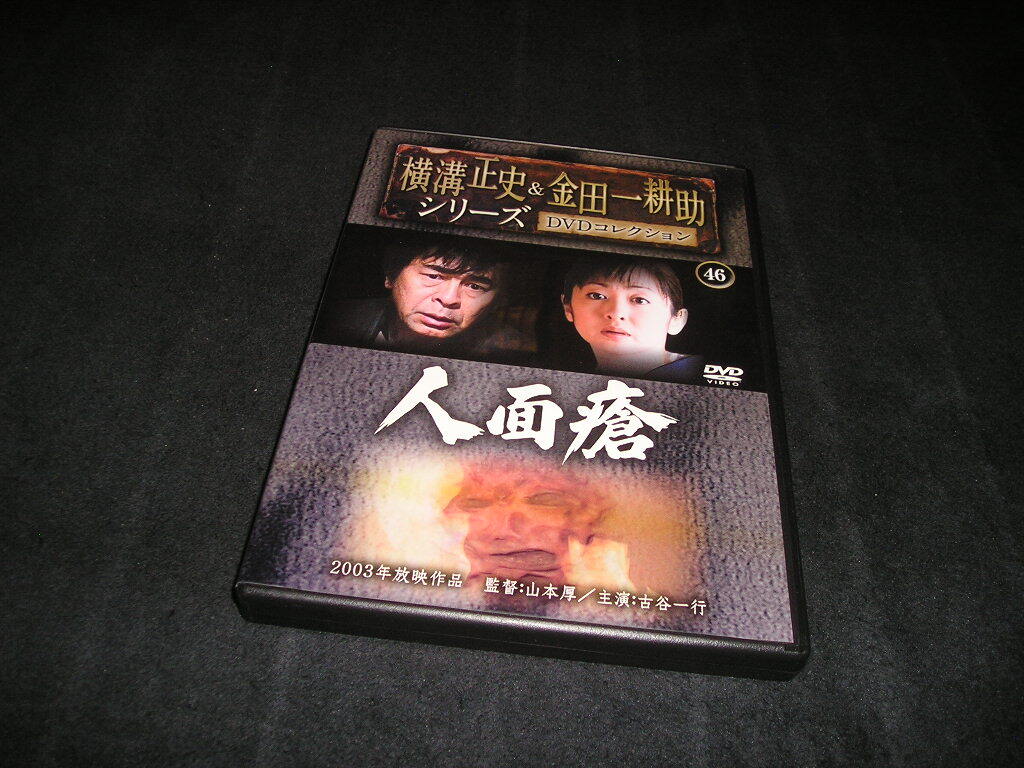 横溝正史&金田一耕助
シリーズ DVDコレクション
46
DVD
VIDEO
人面瘡
2003年放映作品 監督:山本厚/主演:古谷一行